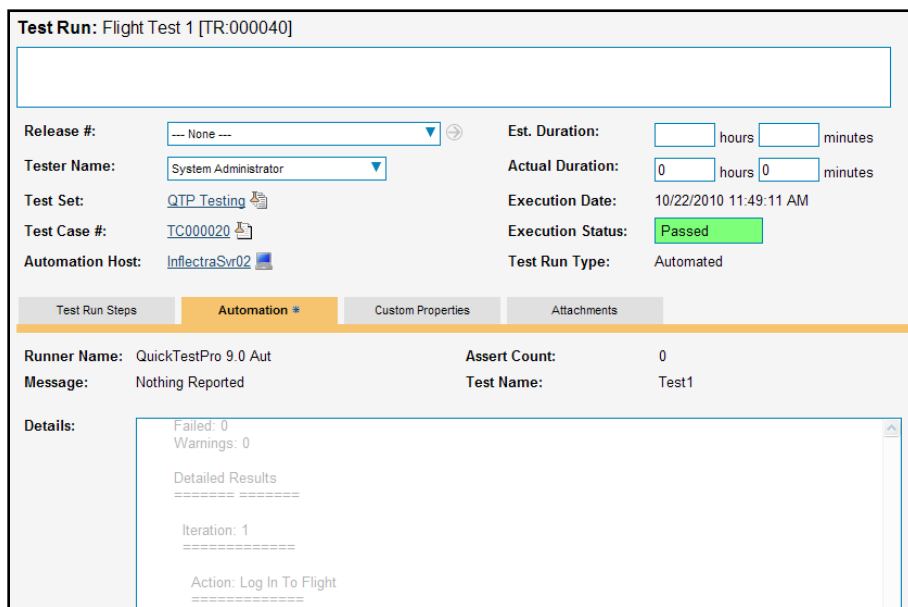 Test Run: Flight Test 1 [TR:000040]
Release #: --- None --- Est. Duration: hours minutes
Tester Name: System Administrator Actual Duration: 0 hours 0 minutes
Test Set: QTP Testing Execution Date: 10/22/2010 11:49:11 AM
Test Case #: TC000020 Execution Status: Passed
Automation Host: InflectraSvr02 Test Run Type: Automated
Test Run Steps Automation * Custom Properties Attachments
Runner Name: QuickTestPro 9.0 Aut Assert Count: 0
Message: Nothing Reported Test Name: Test1
Details: Failed: 0
Warnings: 0
Detailed Results
======= =======
Iteration: 1
=============
Action: Log In To Flight
=============